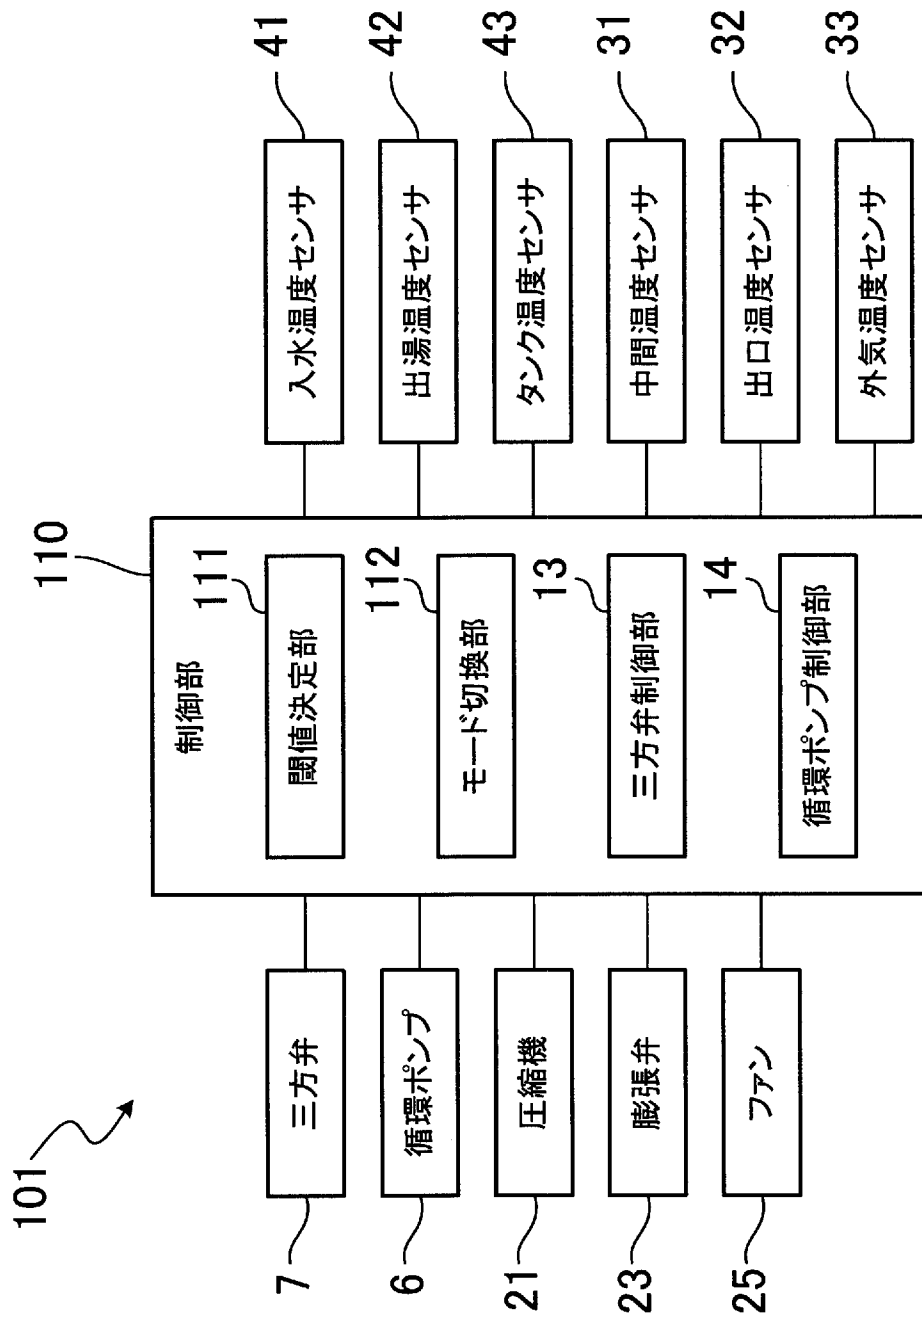 101
110
制御部
7
三方弁
6
循環ポンプ
21
圧縮機
23
膨張弁
25
ファン
111
閾値決定部
112
モード切換部
13
三方弁制御部
14
循環ポンプ制御部
入水温度センサ
41
出湯温度センサ
42
タンク温度センサ
43
中間温度センサ
31
出口温度センサ
32
外気温度センサ
33